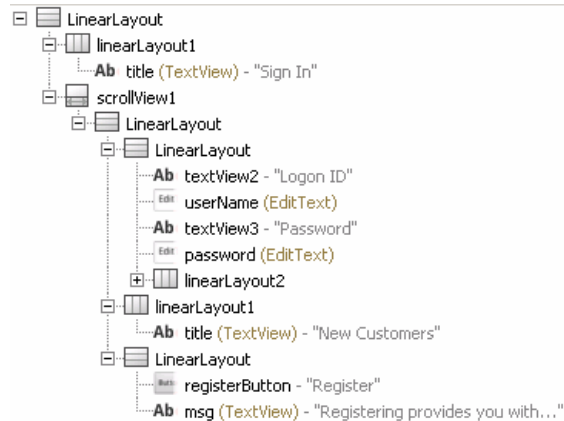 LinearLayout
linearLayout1
Ab title (TextView) - "Sign In"
scrollView1
LinearLayout
LinearLayout
Ab textView2 - "Logon ID"
Edit userName (EditText)
Ab textView3 - "Password"
Edit password (EditText)
linearLayout2
linearLayout1
Ab title (TextView) - "New Customers"
LinearLayout
registerButton - "Register"
Ab msg (TextView) - "Registering provides you with..."